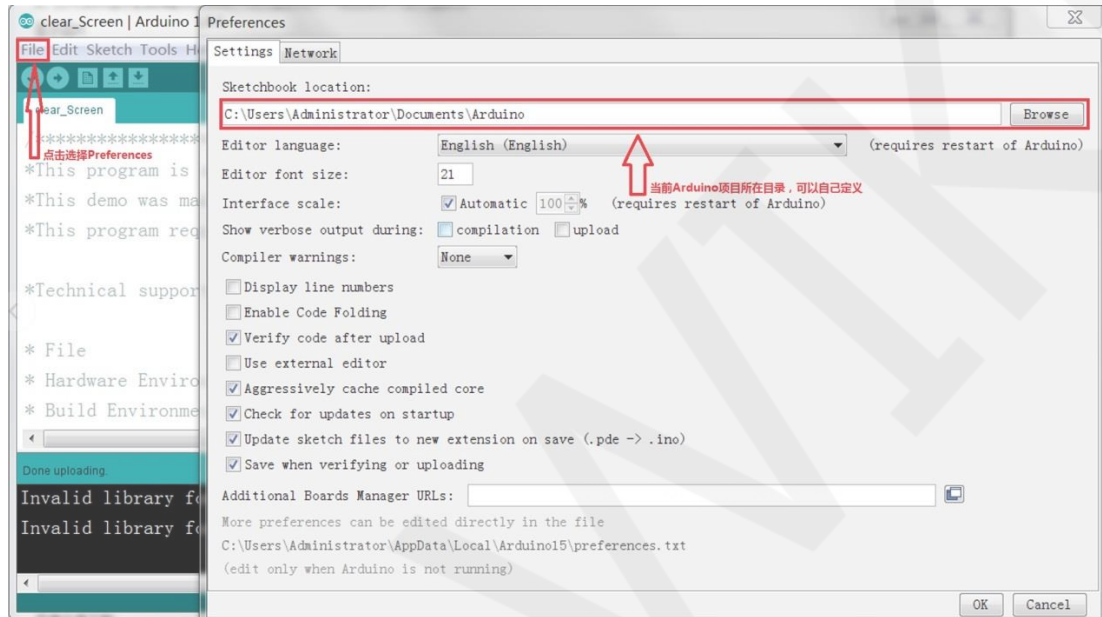 clear_Screen | Arduino 1
File Edit Sketch Tools H
clear_Screen
点击选择Preferences
*This program is
*This demo was ma
*This program req
*Technical suppor
* File
* Hardware Enviro
* Build Environme
Done uploading.
Invalid library fo
Invalid library fo
Preferences
Settings Network
Sketchbook location:
C:\Users\Administrator\Documents\Arduino Browse
Editor language: English (English) (requires restart of Arduino)
Editor font size: 21
当前Arduino项目所在目录，可以自己定义
Interface scale: Automatic 100 % (requires restart of Arduino)
Show verbose output during: compilation upload
Compiler warnings: None
Display line numbers
Enable Code Folding
Verify code after upload
Use external editor
Aggressively cache compiled core
Check for updates on startup
Update sketch files to new extension on save (.pde -> .ino)
Save when verifying or uploading
Additional Boards Manager URLs:
More preferences can be edited directly in the file
C:\Users\Administrator\AppData\Local\Arduino15\preferences.txt
(edit only when Arduino is not running)
OK Cancel